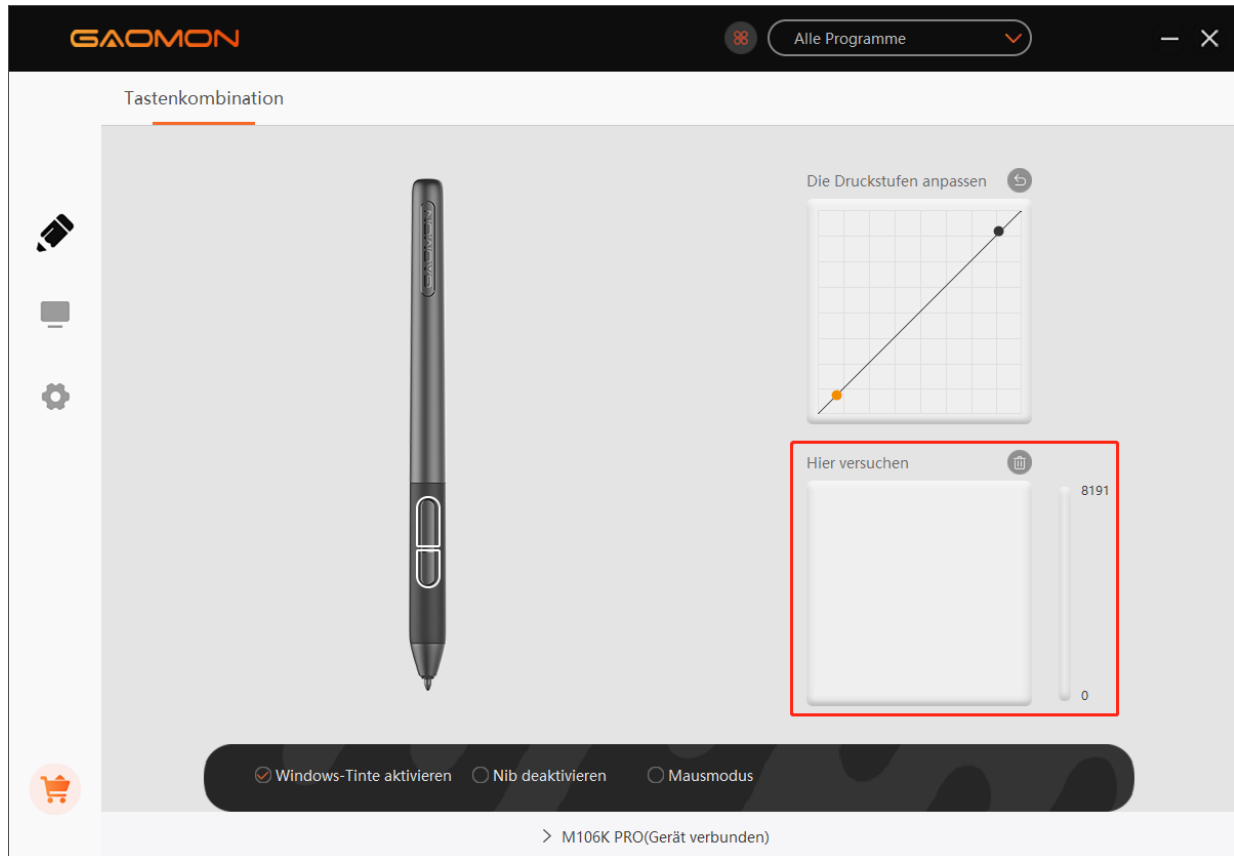 GAOMON
Alle Programme
Tastenkombination
GAOMON
Die Druckstufen anpassen
Hier versuchen
8191
0
Windows-Tinte aktivieren
Nib deaktivieren
Mausmodus
M106K PRO(Gerät verbunden)